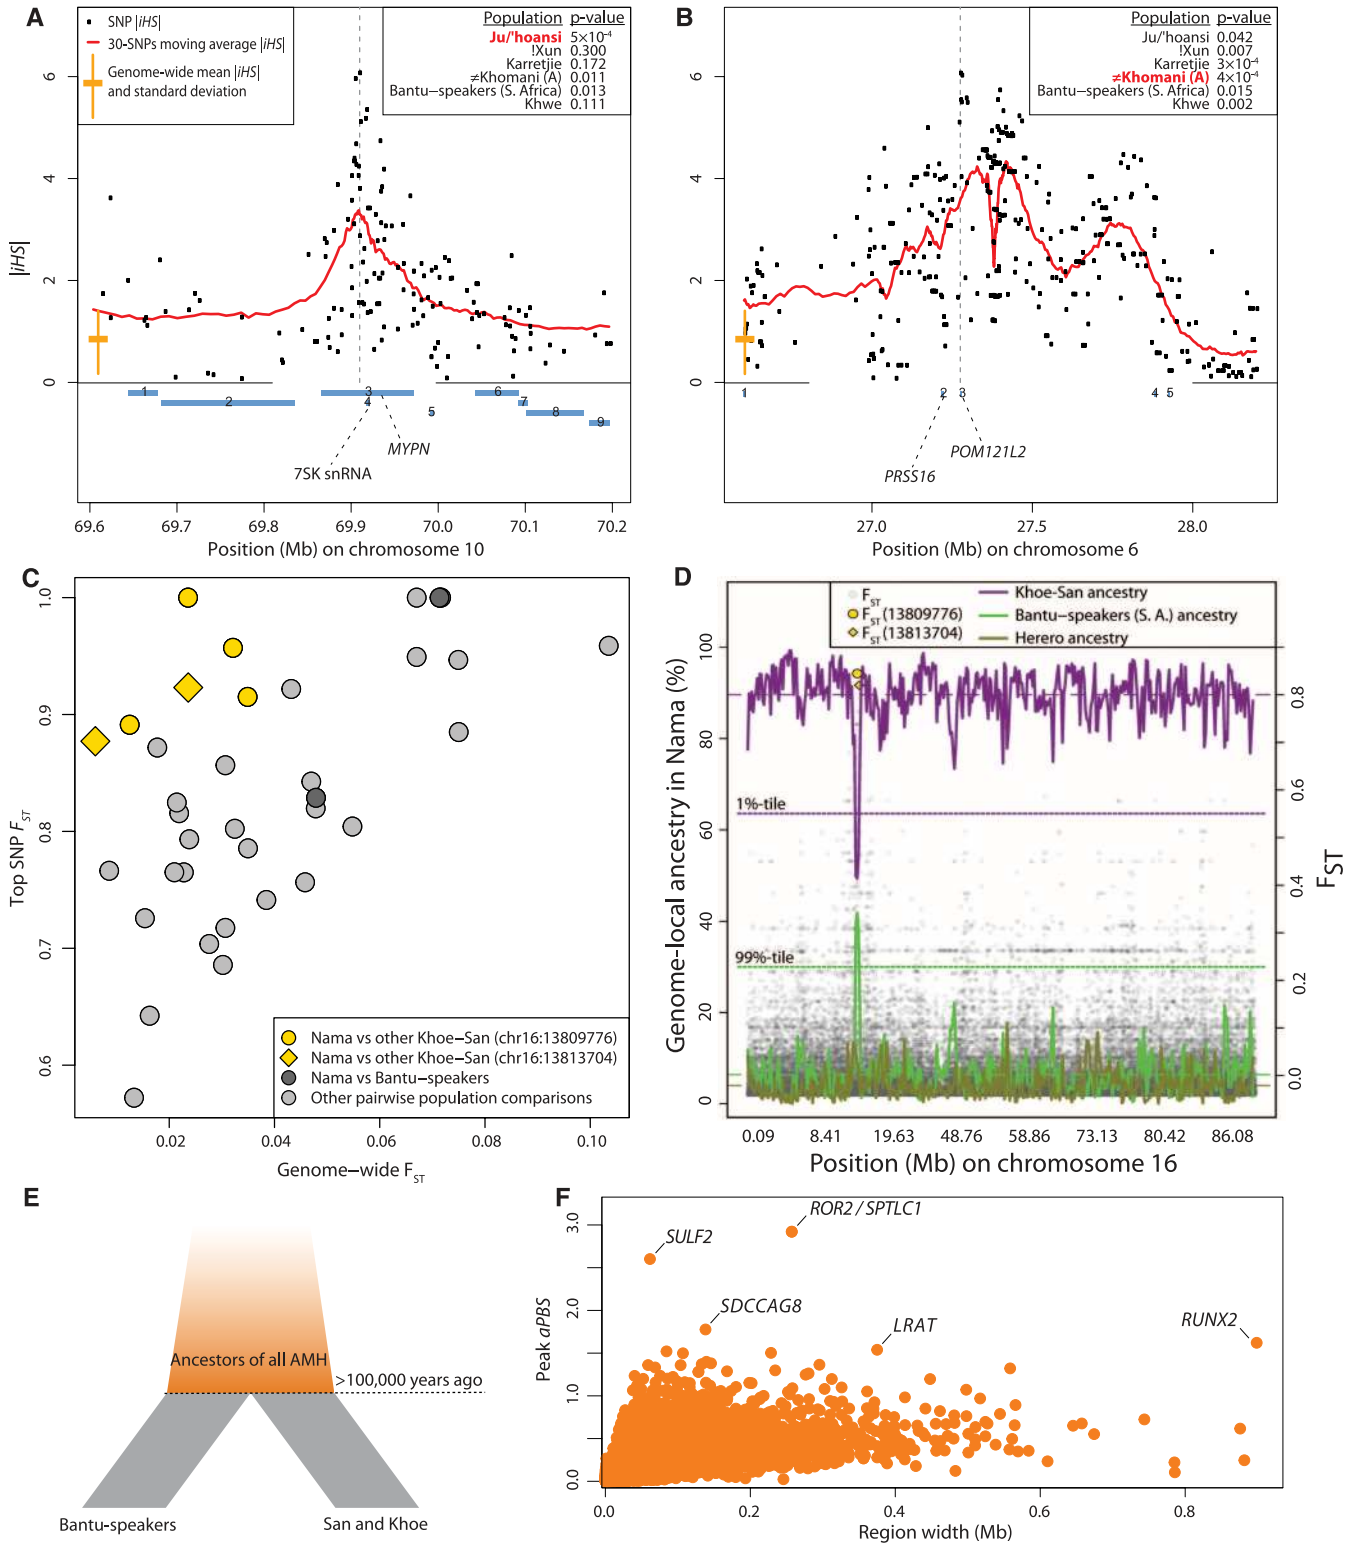 A
SNP |iHS|
30-SNPs moving average |iHS|
Genome-wide mean |iHS|
and standard deviation
Population p-value
Ju/'hoansi 5×10⁻⁴
!Xun 0.300
Karretjie 0.172
≠Khomani (A) 0.011
Bantu-speakers (S. Africa) 0.013
Khwe 0.111
|iHS|
6
4
2
0
1
2
3
4
5
6
7
8
9
MYPN
7SK snRNA
69.6 69.7 69.8 69.9 70.0 70.1 70.2
Position (Mb) on chromosome 10
B
Population p-value
Ju/'hoansi 0.042
!Xun 0.007
Karretjie 3×10⁻⁴
≠Khomani (A) 4×10⁻⁴
Bantu-speakers (S. Africa) 0.015
Khwe 0.002
6
4
2
0
1 2 3 4 5
POM121L2
PRSS16
27.0 27.5 28.0
Position (Mb) on chromosome 6
C
Top SNP F_ST
1.0
0.9
0.8
0.7
0.6
Nama vs other Khoe-San (chr16:13809776)
Nama vs other Khoe-San (chr16:13813704)
Nama vs Bantu-speakers
Other pairwise population comparisons
0.02 0.04 0.06 0.08 0.10
Genome-wide F_ST
D
F_ST
F_ST (13809776)
F_ST (13813704)
Khoe-San ancestry
Bantu-speakers (S. A.) ancestry
Herero ancestry
Genome-local ancestry in Nama (%)
100
80
60
40
20
0
1%-tile
99%-tile
0.8
0.6
0.4
0.2
0.0
F_ST
0.09 8.41 19.63 48.76 58.86 73.13 80.42 86.08
Position (Mb) on chromosome 16
E
Ancestors of all AMH
>100,000 years ago
Bantu-speakers San and Khoe
F
Peak aPBS
3.0
2.0
1.0
0.0
ROR2 / SPTLC1
SULF2
SDCCAG8
LRAT
RUNX2
0.0 0.2 0.4 0.6 0.8
Region width (Mb)